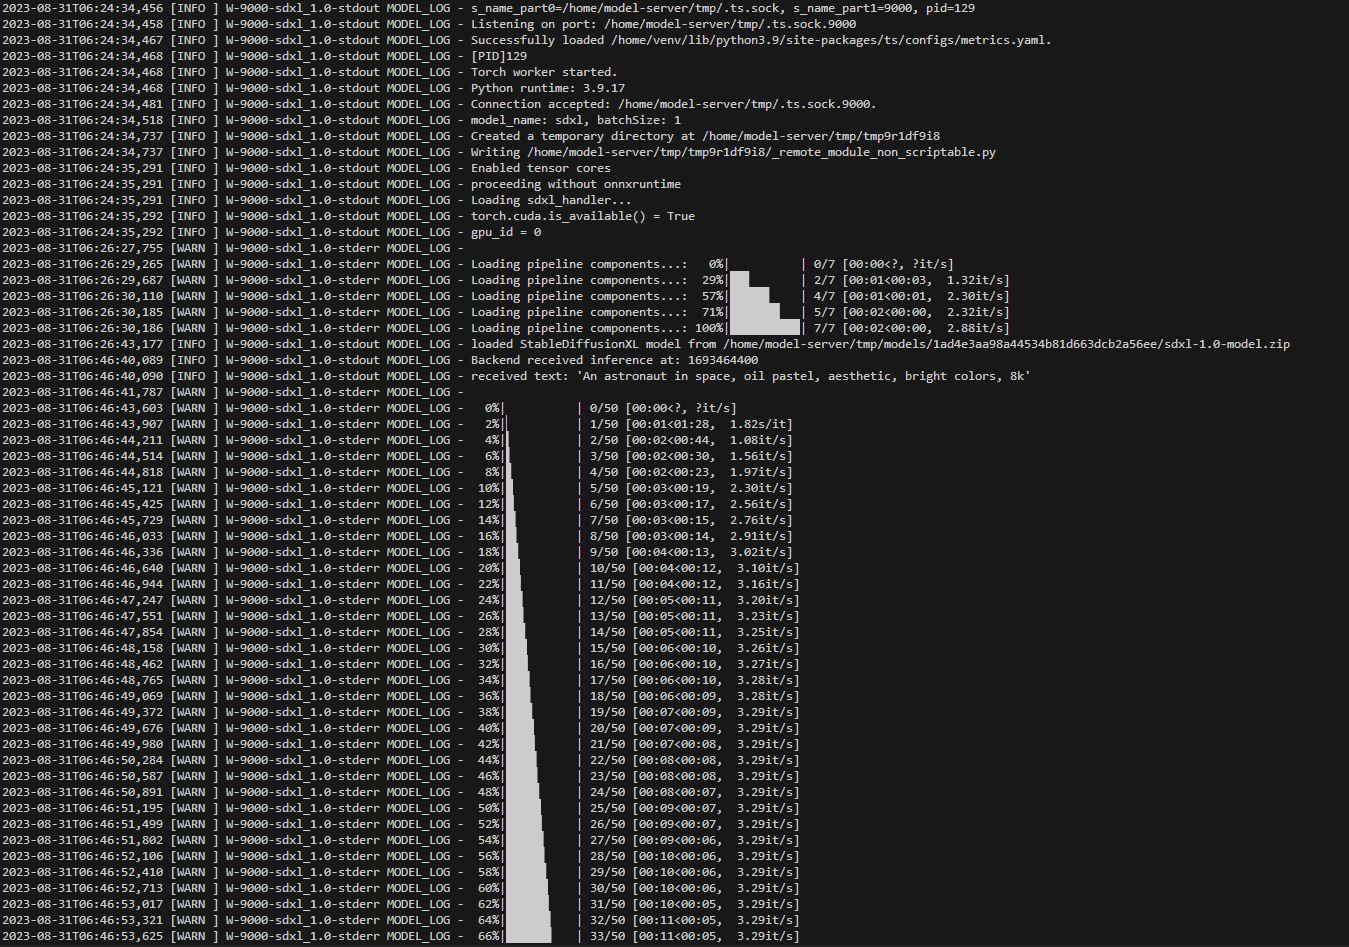 2023-08-31T06:24:34,456 [INFO ] W-9000-sdxl_1.0-stdout MODEL_LOG - s_name_part0=/home/model-server/tmp/.ts.sock, s_name_part1=9000, pid=129
2023-08-31T06:24:34,458 [INFO ] W-9000-sdxl_1.0-stdout MODEL_LOG - Listening on port: /home/model-server/tmp/.ts.sock.9000
2023-08-31T06:24:34,467 [INFO ] W-9000-sdxl_1.0-stdout MODEL_LOG - Successfully loaded /home/venv/lib/python3.9/site-packages/ts/configs/metrics.yaml.
2023-08-31T06:24:34,468 [INFO ] W-9000-sdxl_1.0-stdout MODEL_LOG - [PID]129
2023-08-31T06:24:34,468 [INFO ] W-9000-sdxl_1.0-stdout MODEL_LOG - Torch worker started.
2023-08-31T06:24:34,468 [INFO ] W-9000-sdxl_1.0-stdout MODEL_LOG - Python runtime: 3.9.17
2023-08-31T06:24:34,481 [INFO ] W-9000-sdxl_1.0-stdout MODEL_LOG - Connection accepted: /home/model-server/tmp/.ts.sock.9000.
2023-08-31T06:24:34,518 [INFO ] W-9000-sdxl_1.0-stdout MODEL_LOG - model_name: sdxl, batchSize: 1
2023-08-31T06:24:34,737 [INFO ] W-9000-sdxl_1.0-stdout MODEL_LOG - Created a temporary directory at /home/model-server/tmp/tmp9r1df9i8
2023-08-31T06:24:34,737 [INFO ] W-9000-sdxl_1.0-stdout MODEL_LOG - Writing /home/model-server/tmp/tmp9r1df9i8/_remote_module_non_scriptable.py
2023-08-31T06:24:35,291 [INFO ] W-9000-sdxl_1.0-stdout MODEL_LOG - Enabled tensor cores
2023-08-31T06:24:35,291 [INFO ] W-9000-sdxl_1.0-stdout MODEL_LOG - proceeding without onnxruntime
2023-08-31T06:24:35,291 [INFO ] W-9000-sdxl_1.0-stdout MODEL_LOG - Loading sdxl_handler...
2023-08-31T06:24:35,292 [INFO ] W-9000-sdxl_1.0-stdout MODEL_LOG - torch.cuda.is_available() = True
2023-08-31T06:24:35,292 [INFO ] W-9000-sdxl_1.0-stdout MODEL_LOG - gpu_id = 0
2023-08-31T06:26:27,755 [WARN ] W-9000-sdxl_1.0-stderr MODEL_LOG -
2023-08-31T06:26:29,265 [WARN ] W-9000-sdxl_1.0-stderr MODEL_LOG - Loading pipeline components...:   0%|          | 0/7 [00:00<?, ?it/s]
2023-08-31T06:26:29,687 [WARN ] W-9000-sdxl_1.0-stderr MODEL_LOG - Loading pipeline components...:  29%| | 2/7 [00:01<00:03,  1.32it/s]
2023-08-31T06:26:30,110 [WARN ] W-9000-sdxl_1.0-stderr MODEL_LOG - Loading pipeline components...:  57%| | 4/7 [00:01<00:01,  2.30it/s]
2023-08-31T06:26:30,185 [WARN ] W-9000-sdxl_1.0-stderr MODEL_LOG - Loading pipeline components...:  71%| | 5/7 [00:02<00:00,  2.32it/s]
2023-08-31T06:26:30,186 [WARN ] W-9000-sdxl_1.0-stderr MODEL_LOG - Loading pipeline components...: 100%| | 7/7 [00:02<00:00,  2.88it/s]
2023-08-31T06:26:43,177 [INFO ] W-9000-sdxl_1.0-stdout MODEL_LOG - loaded StableDiffusionXL model from /home/model-server/tmp/models/1ad4e3aa98a44534b81d663dcb2a56ee/sdxl-1.0-model.zip
2023-08-31T06:46:40,089 [INFO ] W-9000-sdxl_1.0-stdout MODEL_LOG - Backend received inference at: 1693464400
2023-08-31T06:46:40,090 [INFO ] W-9000-sdxl_1.0-stdout MODEL_LOG - received text: 'An astronaut in space, oil pastel, aesthetic, bright colors, 8k'
2023-08-31T06:46:41,787 [WARN ] W-9000-sdxl_1.0-stderr MODEL_LOG -
2023-08-31T06:46:43,603 [WARN ] W-9000-sdxl_1.0-stderr MODEL_LOG -   0%|          | 0/50 [00:00<?, ?it/s]
2023-08-31T06:46:43,907 [WARN ] W-9000-sdxl_1.0-stderr MODEL_LOG -   2%| | 1/50 [00:01<01:28,  1.82s/it]
2023-08-31T06:46:44,211 [WARN ] W-9000-sdxl_1.0-stderr MODEL_LOG -   4%| | 2/50 [00:02<00:44,  1.08it/s]
2023-08-31T06:46:44,514 [WARN ] W-9000-sdxl_1.0-stderr MODEL_LOG -   6%| | 3/50 [00:02<00:30,  1.56it/s]
2023-08-31T06:46:44,818 [WARN ] W-9000-sdxl_1.0-stderr MODEL_LOG -   8%| | 4/50 [00:02<00:23,  1.97it/s]
2023-08-31T06:46:45,121 [WARN ] W-9000-sdxl_1.0-stderr MODEL_LOG -  10%| | 5/50 [00:03<00:19,  2.30it/s]
2023-08-31T06:46:45,425 [WARN ] W-9000-sdxl_1.0-stderr MODEL_LOG -  12%| | 6/50 [00:03<00:17,  2.56it/s]
2023-08-31T06:46:45,729 [WARN ] W-9000-sdxl_1.0-stderr MODEL_LOG -  14%| | 7/50 [00:03<00:15,  2.76it/s]
2023-08-31T06:46:46,033 [WARN ] W-9000-sdxl_1.0-stderr MODEL_LOG -  16%| | 8/50 [00:03<00:14,  2.91it/s]
2023-08-31T06:46:46,336 [WARN ] W-9000-sdxl_1.0-stderr MODEL_LOG -  18%| | 9/50 [00:04<00:13,  3.02it/s]
2023-08-31T06:46:46,640 [WARN ] W-9000-sdxl_1.0-stderr MODEL_LOG -  20%| | 10/50 [00:04<00:12,  3.10it/s]
2023-08-31T06:46:46,944 [WARN ] W-9000-sdxl_1.0-stderr MODEL_LOG -  22%| | 11/50 [00:04<00:12,  3.16it/s]
2023-08-31T06:46:47,247 [WARN ] W-9000-sdxl_1.0-stderr MODEL_LOG -  24%| | 12/50 [00:05<00:11,  3.20it/s]
2023-08-31T06:46:47,551 [WARN ] W-9000-sdxl_1.0-stderr MODEL_LOG -  26%| | 13/50 [00:05<00:11,  3.23it/s]
2023-08-31T06:46:47,854 [WARN ] W-9000-sdxl_1.0-stderr MODEL_LOG -  28%| | 14/50 [00:05<00:11,  3.25it/s]
2023-08-31T06:46:48,158 [WARN ] W-9000-sdxl_1.0-stderr MODEL_LOG -  30%| | 15/50 [00:06<00:10,  3.26it/s]
2023-08-31T06:46:48,462 [WARN ] W-9000-sdxl_1.0-stderr MODEL_LOG -  32%| | 16/50 [00:06<00:10,  3.27it/s]
2023-08-31T06:46:48,765 [WARN ] W-9000-sdxl_1.0-stderr MODEL_LOG -  34%| | 17/50 [00:06<00:10,  3.28it/s]
2023-08-31T06:46:49,069 [WARN ] W-9000-sdxl_1.0-stderr MODEL_LOG -  36%| | 18/50 [00:06<00:09,  3.28it/s]
2023-08-31T06:46:49,372 [WARN ] W-9000-sdxl_1.0-stderr MODEL_LOG -  38%| | 19/50 [00:07<00:09,  3.29it/s]
2023-08-31T06:46:49,676 [WARN ] W-9000-sdxl_1.0-stderr MODEL_LOG -  40%| | 20/50 [00:07<00:09,  3.29it/s]
2023-08-31T06:46:49,980 [WARN ] W-9000-sdxl_1.0-stderr MODEL_LOG -  42%| | 21/50 [00:07<00:08,  3.29it/s]
2023-08-31T06:46:50,284 [WARN ] W-9000-sdxl_1.0-stderr MODEL_LOG -  44%| | 22/50 [00:08<00:08,  3.29it/s]
2023-08-31T06:46:50,587 [WARN ] W-9000-sdxl_1.0-stderr MODEL_LOG -  46%| | 23/50 [00:08<00:08,  3.29it/s]
2023-08-31T06:46:50,891 [WARN ] W-9000-sdxl_1.0-stderr MODEL_LOG -  48%| | 24/50 [00:08<00:07,  3.29it/s]
2023-08-31T06:46:51,195 [WARN ] W-9000-sdxl_1.0-stderr MODEL_LOG -  50%| | 25/50 [00:09<00:07,  3.29it/s]
2023-08-31T06:46:51,499 [WARN ] W-9000-sdxl_1.0-stderr MODEL_LOG -  52%| | 26/50 [00:09<00:07,  3.29it/s]
2023-08-31T06:46:51,802 [WARN ] W-9000-sdxl_1.0-stderr MODEL_LOG -  54%| | 27/50 [00:09<00:06,  3.29it/s]
2023-08-31T06:46:52,106 [WARN ] W-9000-sdxl_1.0-stderr MODEL_LOG -  56%| | 28/50 [00:10<00:06,  3.29it/s]
2023-08-31T06:46:52,410 [WARN ] W-9000-sdxl_1.0-stderr MODEL_LOG -  58%| | 29/50 [00:10<00:06,  3.29it/s]
2023-08-31T06:46:52,713 [WARN ] W-9000-sdxl_1.0-stderr MODEL_LOG -  60%| | 30/50 [00:10<00:06,  3.29it/s]
2023-08-31T06:46:53,017 [WARN ] W-9000-sdxl_1.0-stderr MODEL_LOG -  62%| | 31/50 [00:10<00:05,  3.29it/s]
2023-08-31T06:46:53,321 [WARN ] W-9000-sdxl_1.0-stderr MODEL_LOG -  64%| | 32/50 [00:11<00:05,  3.29it/s]
2023-08-31T06:46:53,625 [WARN ] W-9000-sdxl_1.0-stderr MODEL_LOG -  66%| | 33/50 [00:11<00:05,  3.29it/s]